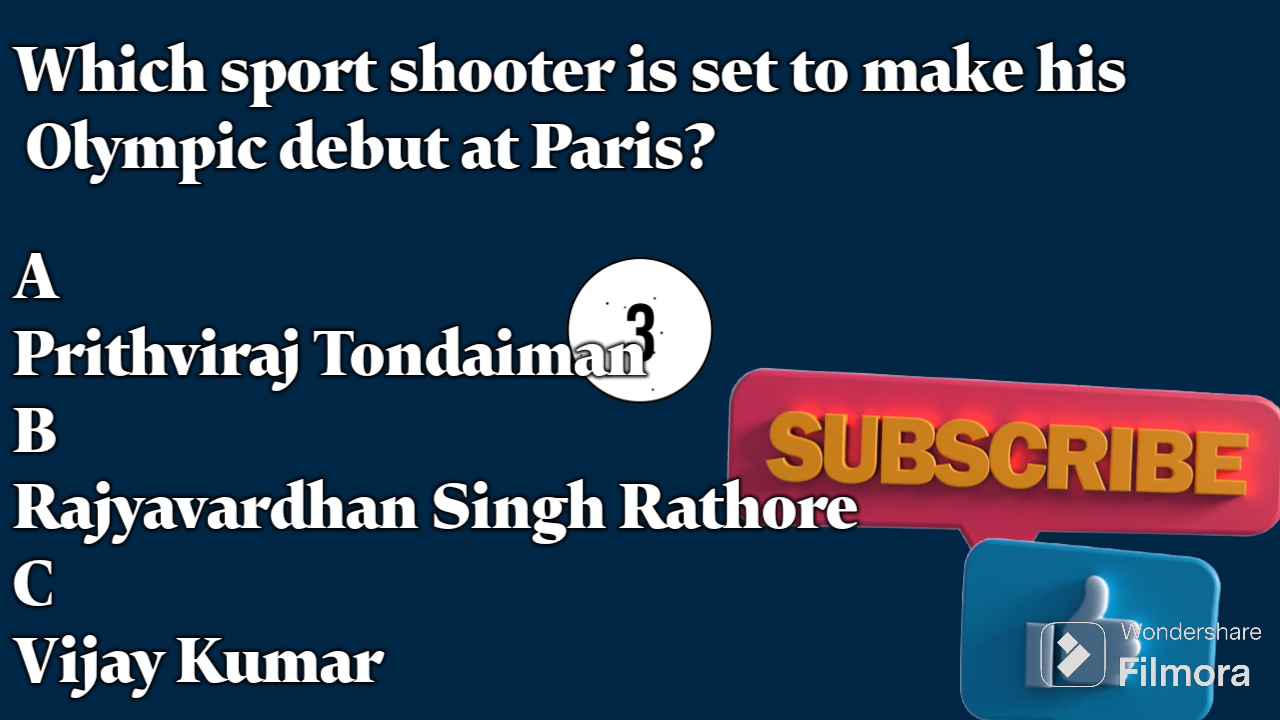 Which sport shooter is set to make his
Olympic debut at Paris?
A
3
Prithviraj Tondaiman
B
SUBSCRIBE
Rajyavardhan Singh Rathore
C
Vijay Kumar
Wondershare
Filmora